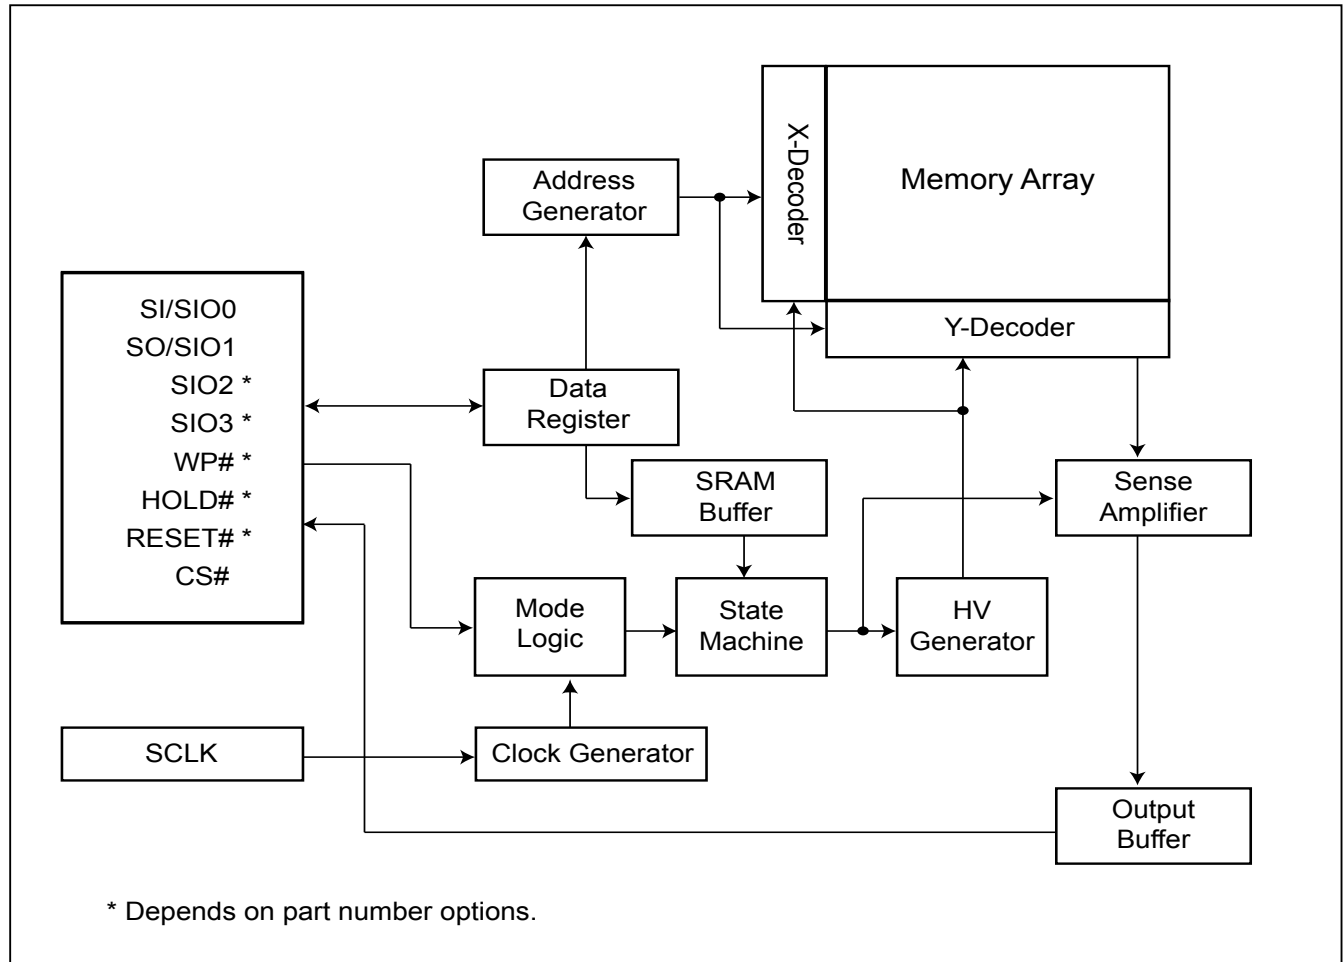 X-Decoder
Memory Array
Address
Generator
Y-Decoder
SI/SIO0
SO/SIO1
SIO2 *
SIO3 *
WP# *
HOLD# *
RESET# *
CS#
Data
Register
SRAM
Buffer
Sense
Amplifier
Mode
Logic
State
Machine
HV
Generator
SCLK
Clock Generator
Output
Buffer
* Depends on part number options.